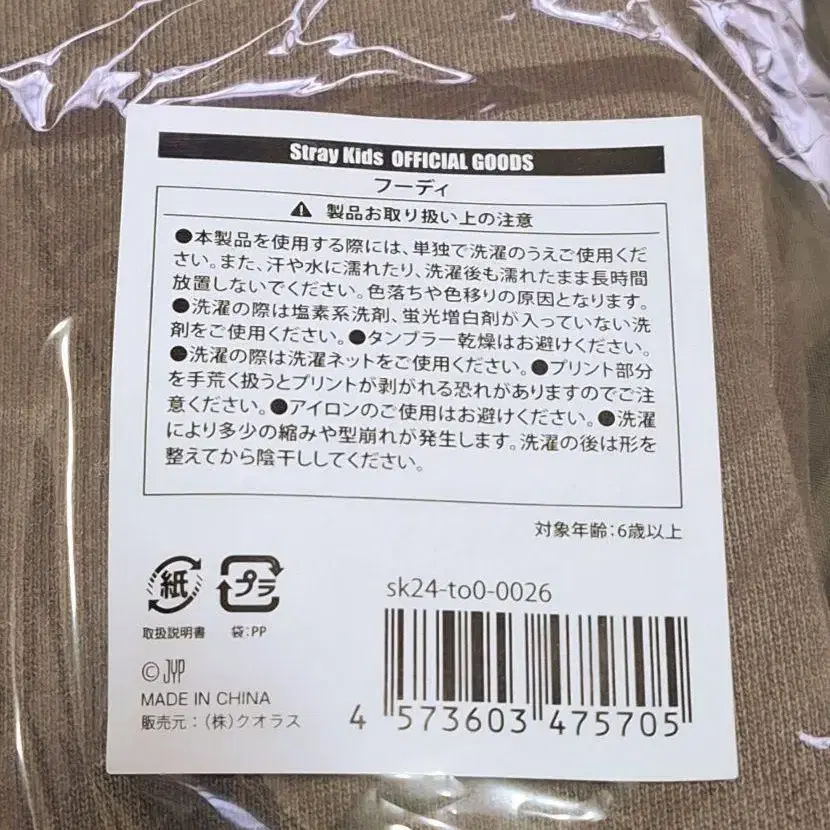 Stray Kids OFFICIAL GOODS
フーディ
⚠ 製品お取り扱い上の注意
●本製品を使用する際には、単独で洗濯のうえご使用くだ
さい。また、汗や水に濡れたり、洗濯後も濡れたまま長時間
放置しないでください。色落ちや色移りの原因となります。
●洗濯の際は塩素系洗剤、蛍光増白剤が入っていない洗
剤をご使用ください。●タンブラー乾燥はお避けください。
●洗濯の際は洗濯ネットをご使用ください。●プリント部分
を手荒く扱うとプリントが剥がれる恐れがありますのでご注
意ください。●アイロンのご使用はお避けください。●洗濯
により多少の縮みや型崩れが発生します。洗濯の後は形を
整えてから陰干ししてください。
対象年齢:6歳以上
紙 プラ
取扱説明書 袋:PP
sk24-to0-0026
© JYP
MADE IN CHINA
販売元：(株)クオラス
4 573603 475705